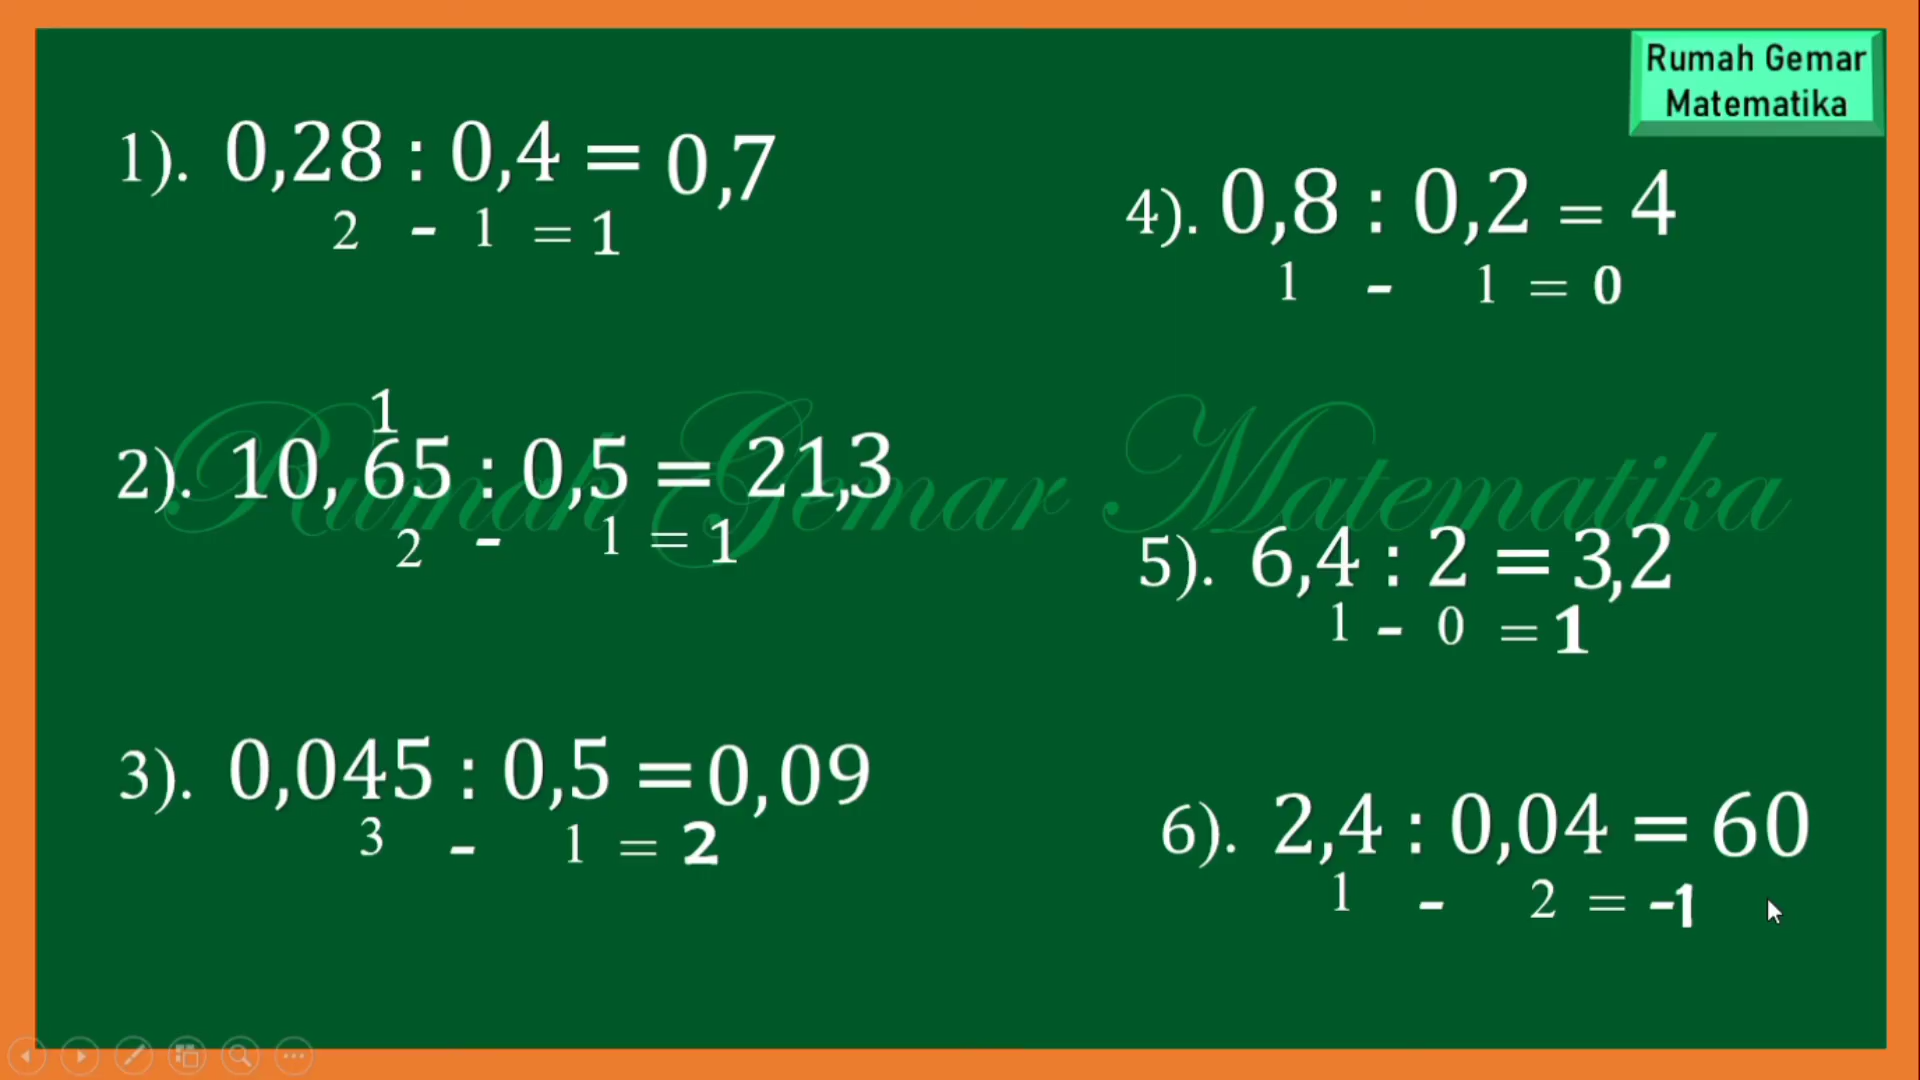 Rumah Gemar
Matematika
1). 0,28 : 0,4 = 0,7
2 - 1 = 1
1
2). 10, 65 : 0,5 = 21,3
2 - 1 = 1
3). 0,045 : 0,5 = 0,09
3 - 1 = 2
4). 0,8 : 0,2 = 4
1 - 1 = 0
5). 6,4 : 2 = 3,2
1 - 0 = 1
6). 2,4 : 0,04 = 60
1 - 2 = -1
Rumah Gemar Matematika